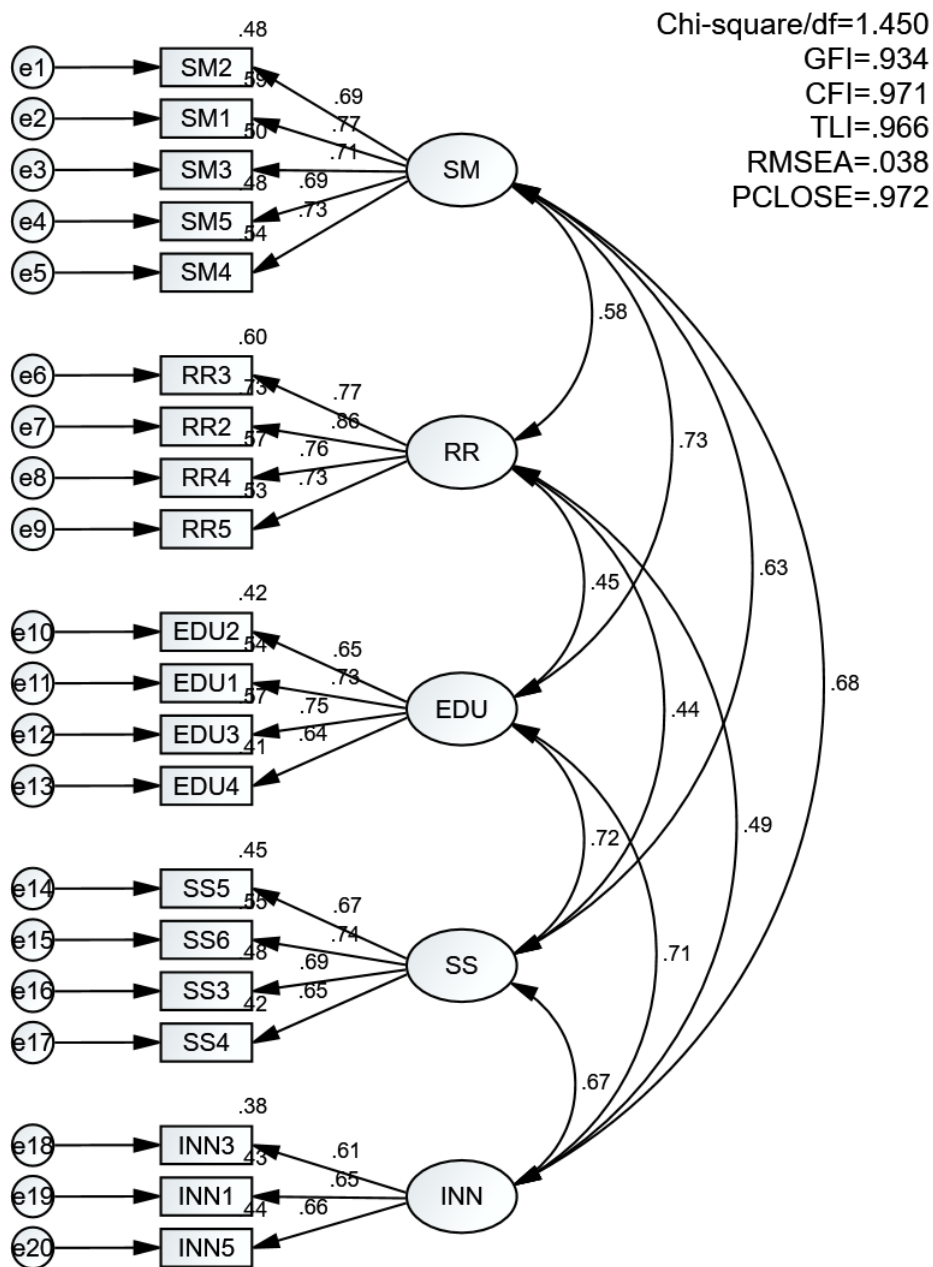 Chi-square/df=1.450
GFI=.934
CFI=.971
TLI=.966
RMSEA=.038
PCLOSE=.972
.48
e1 SM2 .69
.59
e2 SM1 .77
.50
e3 SM3 .71
SM
.48
e4 SM5 .69
.54
e5 SM4 .73
.58
.60
e6 RR3 .77
.73
e7 RR2 .86
.57
e8 RR4 .76
RR
.53
e9 RR5 .73
.73
.45
.63
.42
e10 EDU2 .65
.54
e11 EDU1 .73
.57
e12 EDU3 .75
EDU
.41
e13 EDU4 .64
.68
.44
.49
.72
.45
e14 SS5 .67
.55
e15 SS6 .74
.48
e16 SS3 .69
SS
.42
e17 SS4 .65
.71
.67
.38
e18 INN3 .61
.43
e19 INN1 .65
INN
.44
e20 INN5 .66